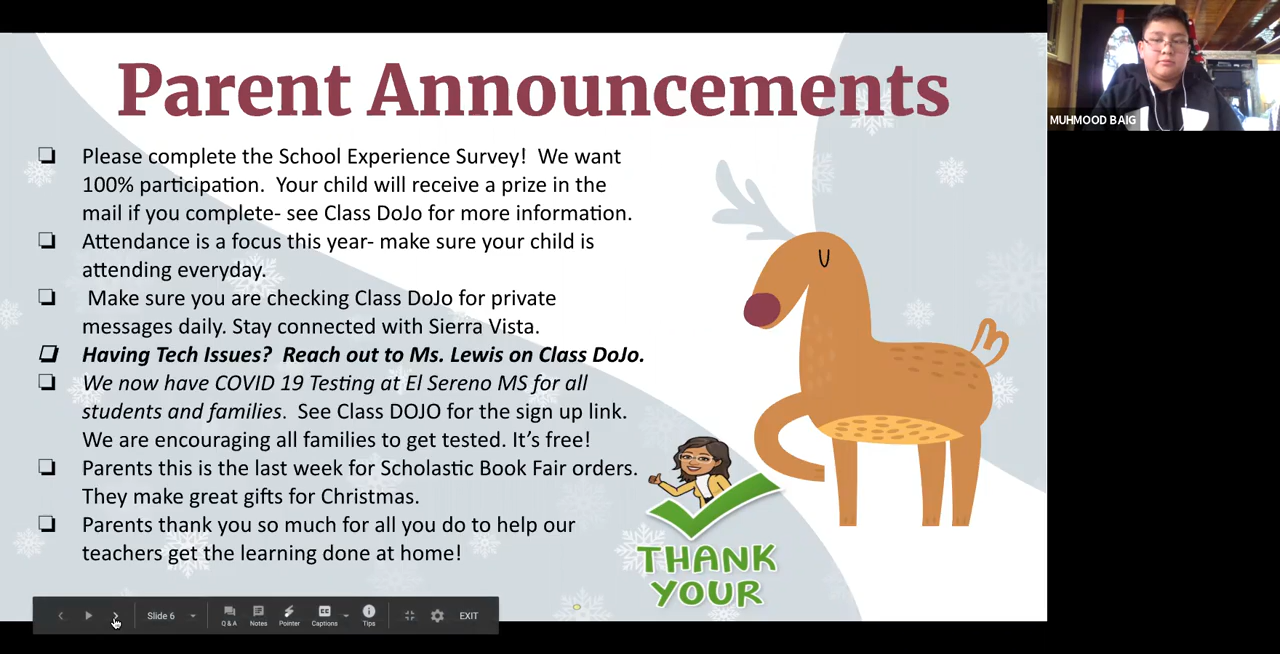 Parent Announcements
MUHMOOD BAIG
❑ Please complete the School Experience Survey!  We want
100% participation.  Your child will receive a prize in the
mail if you complete- see Class DoJo for more information.
❑ Attendance is a focus this year- make sure your child is
attending everyday.
❑ Make sure you are checking Class DoJo for private
messages daily. Stay connected with Sierra Vista.
❑ Having Tech Issues?  Reach out to Ms. Lewis on Class DoJo.
❑ We now have COVID 19 Testing at El Sereno MS for all
students and families.  See Class DOJO for the sign up link.
We are encouraging all families to get tested. It’s free!
❑ Parents this is the last week for Scholastic Book Fair orders.
They make great gifts for Christmas.
❑ Parents thank you so much for all you do to help our
teachers get the learning done at home!
THANK
YOUR
Slide 6
Q & A
Notes
Pointer
Captions
Tips
EXIT